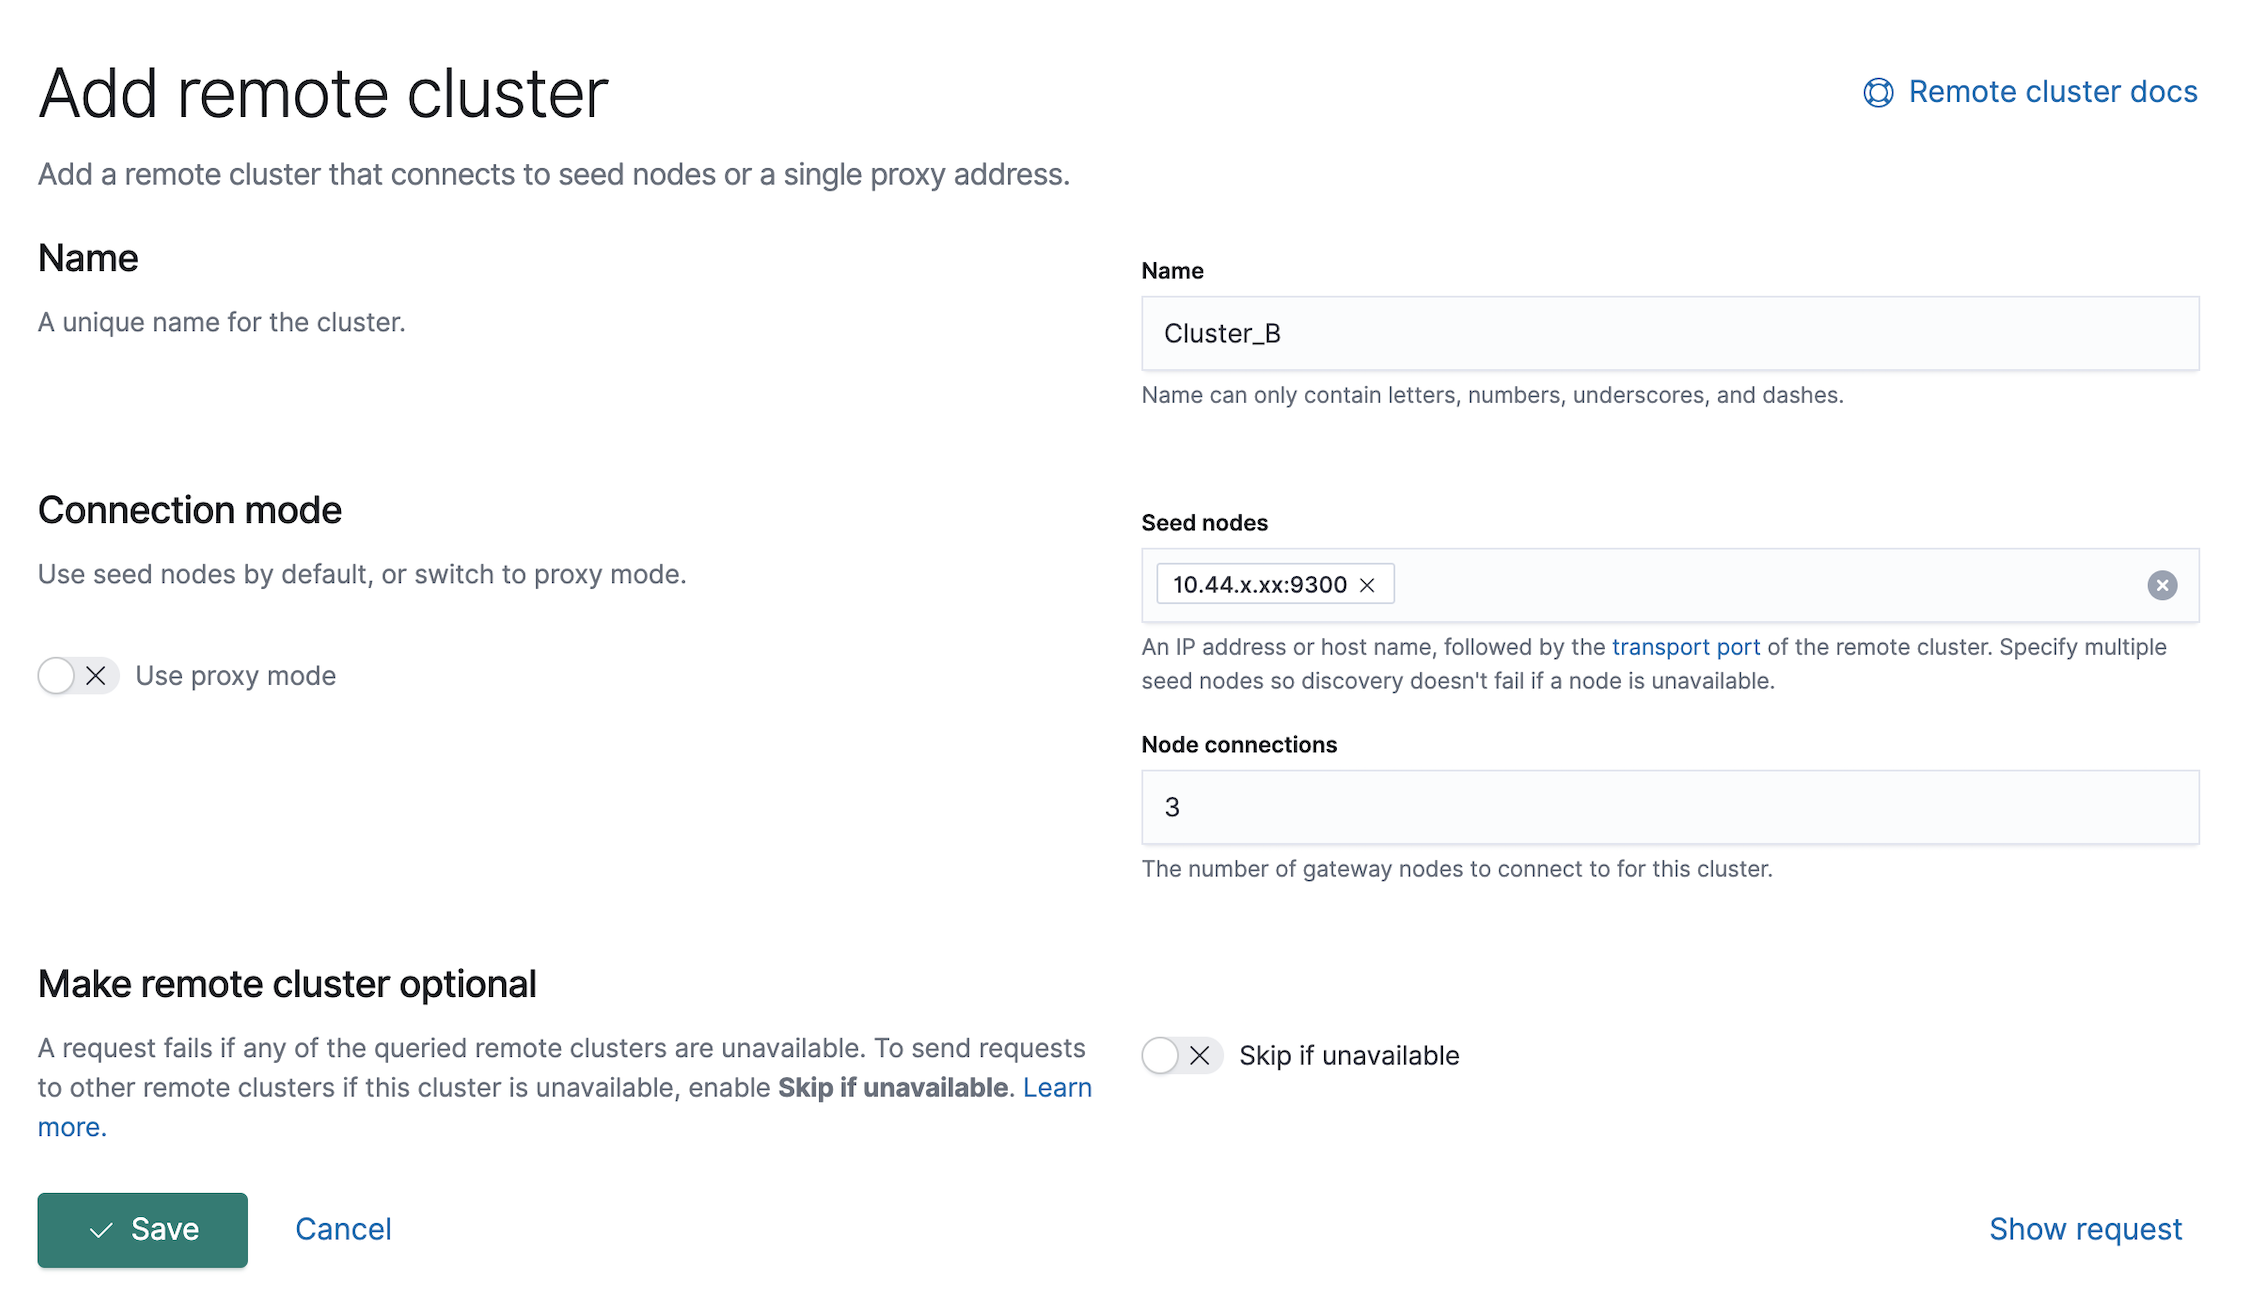 Add remote cluster
Remote cluster docs
Add a remote cluster that connects to seed nodes or a single proxy address.
Name
A unique name for the cluster.
Name
Cluster_B
Name can only contain letters, numbers, underscores, and dashes.
Connection mode
Use seed nodes by default, or switch to proxy mode.
Use proxy mode
Seed nodes
10.44.x.xx:9300
An IP address or host name, followed by the transport port of the remote cluster. Specify multiple
seed nodes so discovery doesn't fail if a node is unavailable.
Node connections
3
The number of gateway nodes to connect to for this cluster.
Make remote cluster optional
A request fails if any of the queried remote clusters are unavailable. To send requests
to other remote clusters if this cluster is unavailable, enable Skip if unavailable. Learn
more.
Skip if unavailable
Save
Cancel
Show request